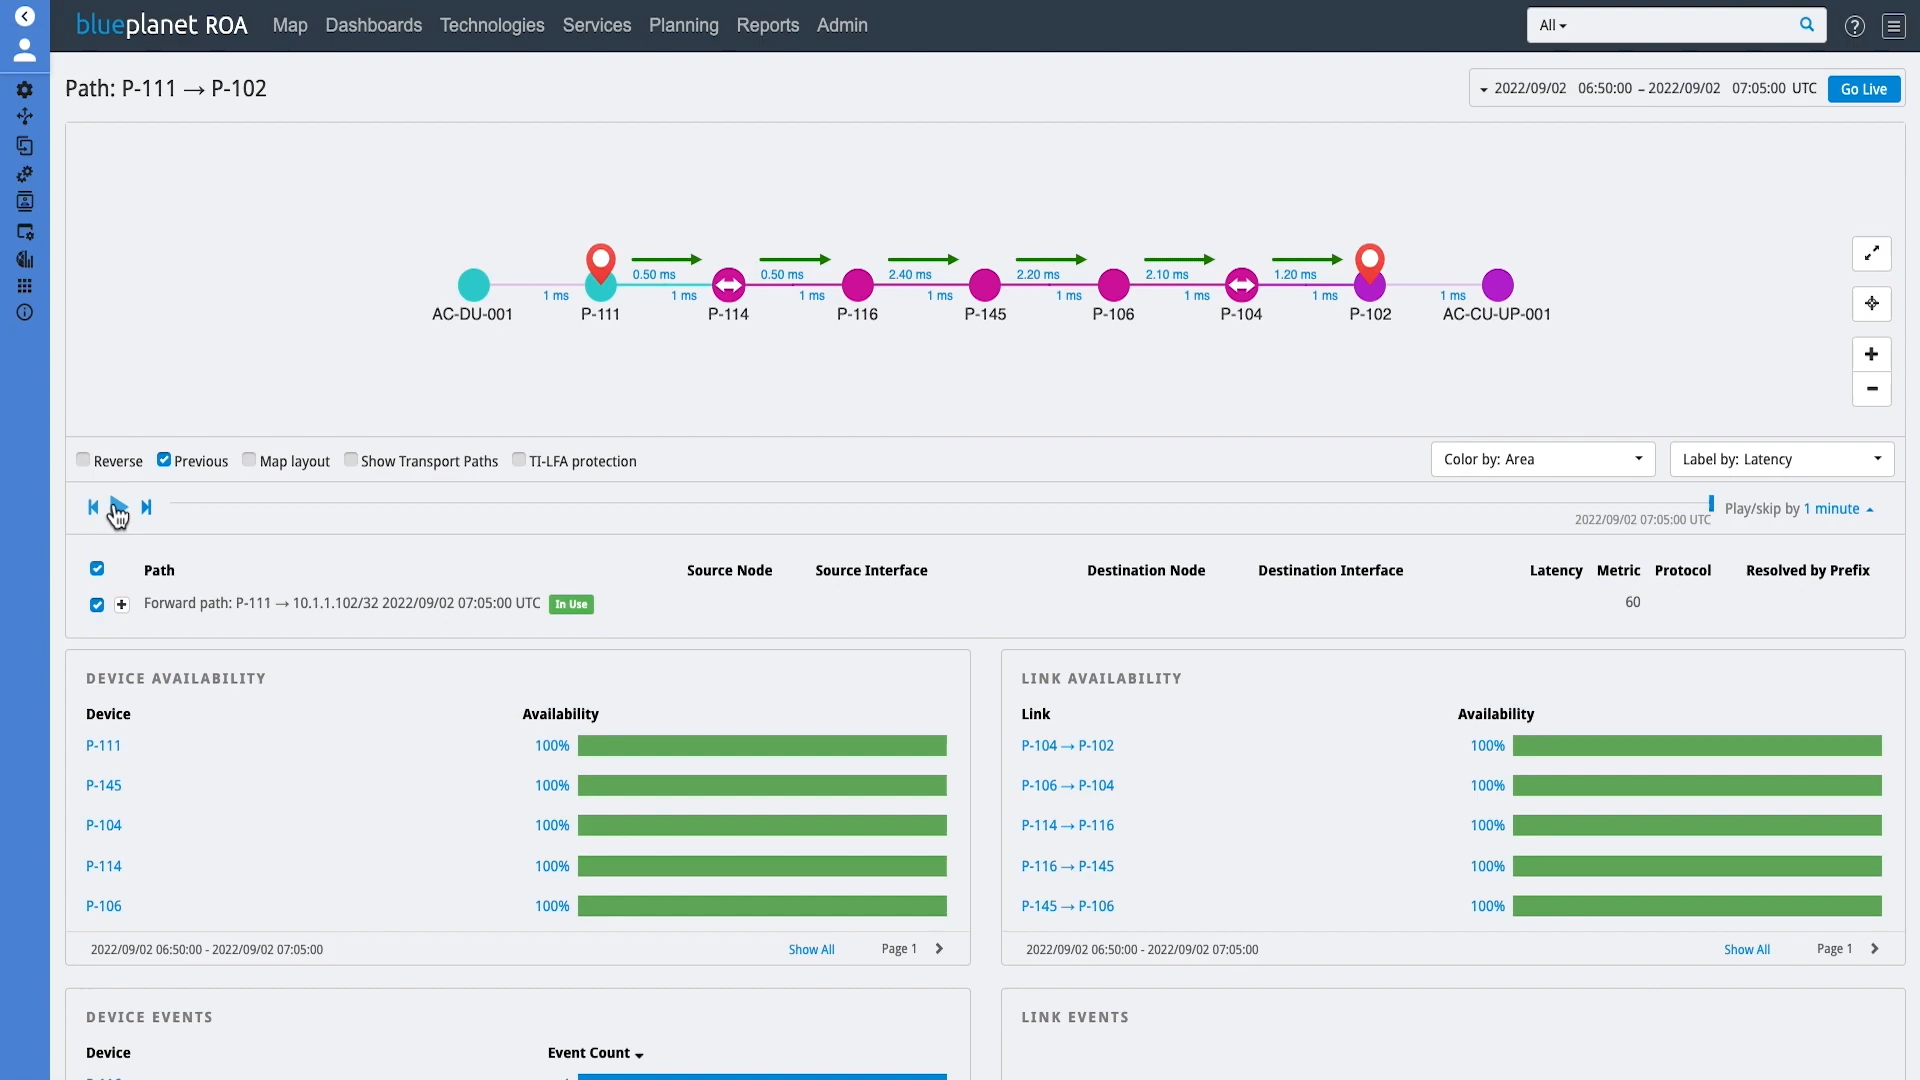 blueplanet ROA Map Dashboards Technologies Services Planning Reports Admin All
Path: P-111 → P-102 2022/09/02 06:50:00 – 2022/09/02 07:05:00 UTC Go Live
0.50 ms 0.50 ms 2.40 ms 2.20 ms 2.10 ms 1.20 ms
1 ms 1 ms 1 ms 1 ms 1 ms 1 ms 1 ms 1 ms
AC-DU-001 P-111 P-114 P-116 P-145 P-106 P-104 P-102 AC-CU-UP-001
Reverse Previous Map layout Show Transport Paths TI-LFA protection Color by: Area Label by: Latency
Play/skip by 1 minute
2022/09/02 07:05:00 UTC
Path Source Node Source Interface Destination Node Destination Interface Latency Metric Protocol Resolved by Prefix
Forward path: P-111 → 10.1.1.102/32 2022/09/02 07:05:00 UTC In Use 60
DEVICE AVAILABILITY
Device Availability
P-111 100%
P-145 100%
P-104 100%
P-114 100%
P-106 100%
2022/09/02 06:50:00 - 2022/09/02 07:05:00 Show All Page 1
LINK AVAILABILITY
Link Availability
P-104 → P-102 100%
P-106 → P-104 100%
P-114 → P-116 100%
P-116 → P-145 100%
P-145 → P-106 100%
2022/09/02 06:50:00 - 2022/09/02 07:05:00 Show All Page 1
DEVICE EVENTS
Device Event Count
LINK EVENTS